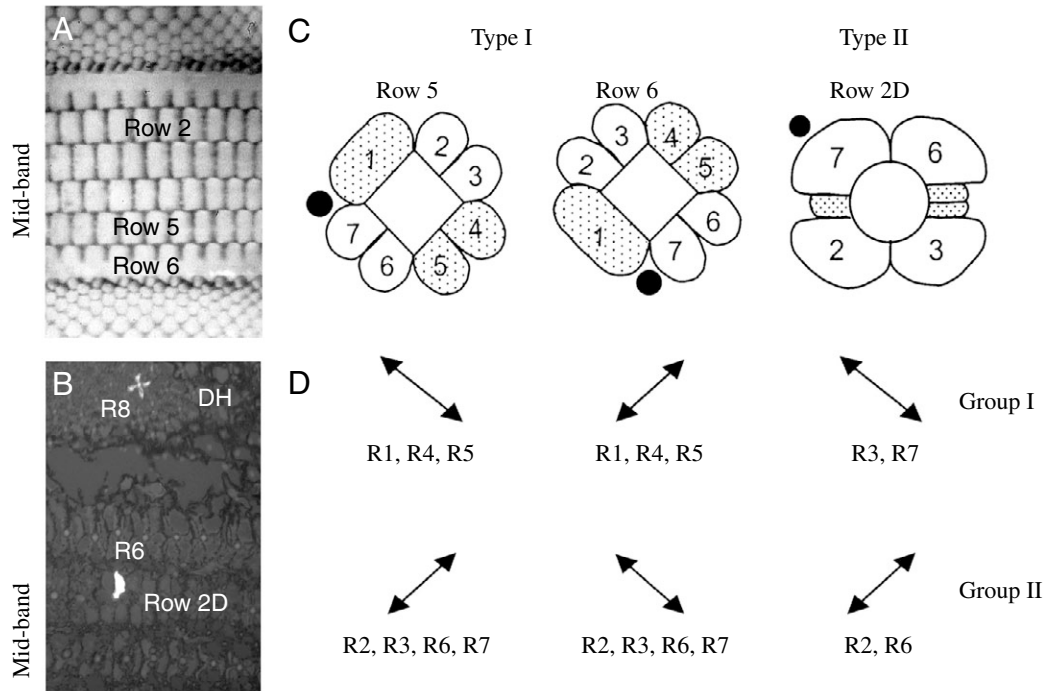 A
Mid-band
Row 2
Row 5
Row 6
B
R8
DH
R6
Row 2D
Mid-band
C
Type I
Type II
Row 5
Row 6
Row 2D
1
2
3
4
5
6
7
1
2
3
4
5
6
7
7
6
2
3
D
Group I
R1, R4, R5
R1, R4, R5
R3, R7
Group II
R2, R3, R6, R7
R2, R3, R6, R7
R2, R6